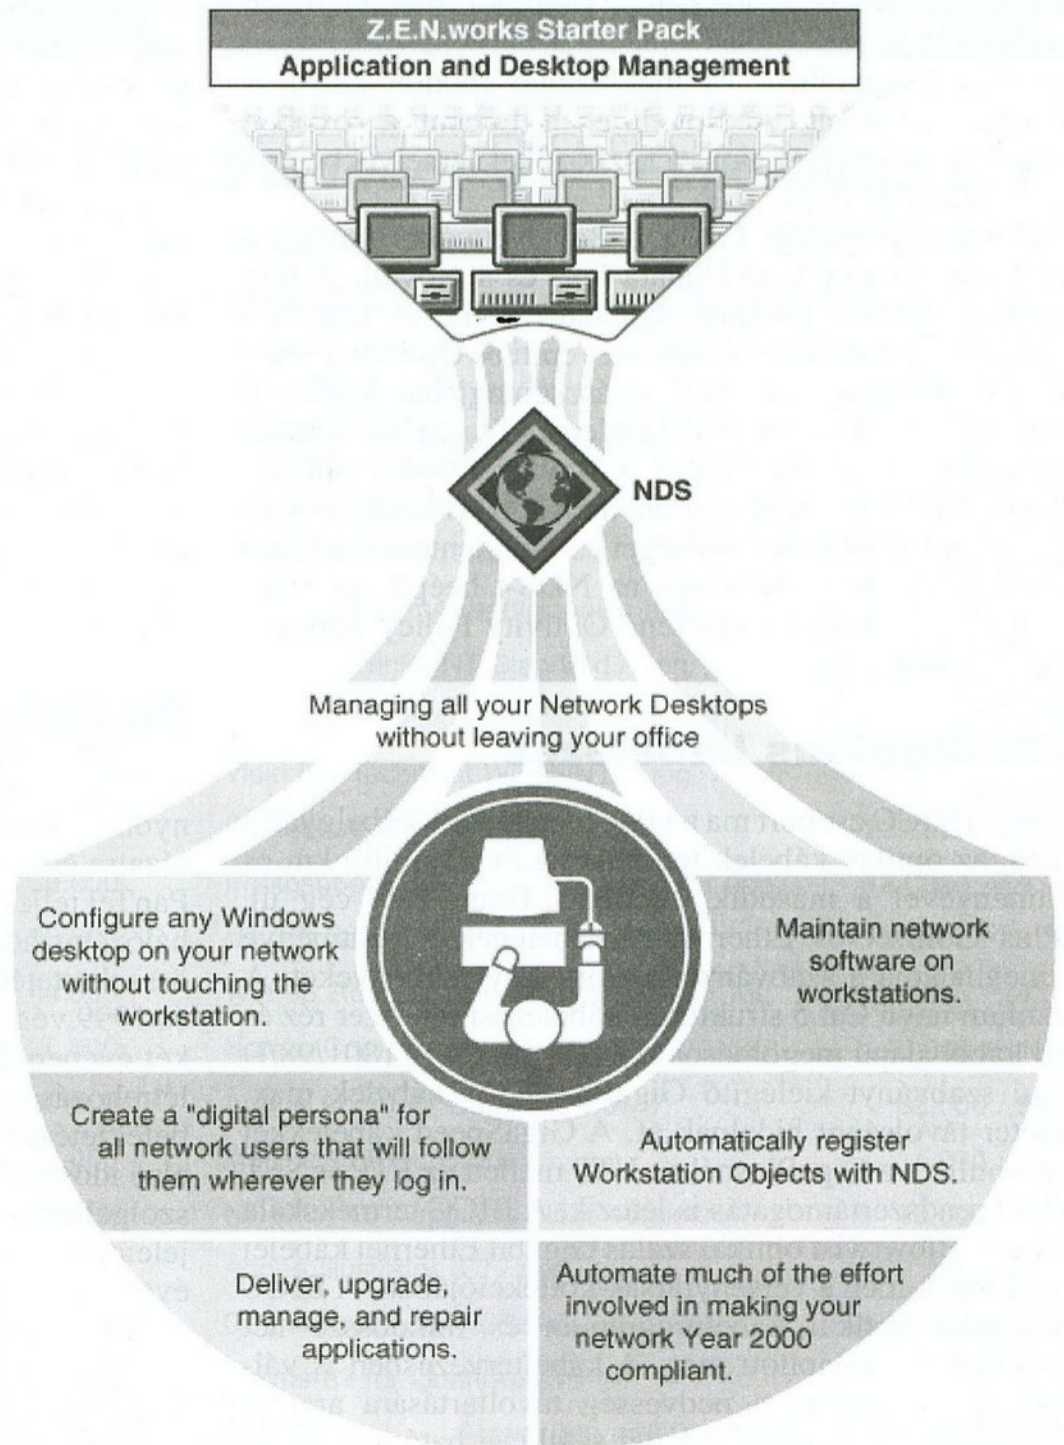 Z.E.N.works Starter Pack
Application and Desktop Management
NDS
Managing all your Network Desktops
without leaving your office
Configure any Windows
desktop on your network
without touching the
workstation.
Maintain network
software on
workstations.
Create a "digital persona" for
all network users that will follow
them wherever they log in.
Automatically register
Workstation Objects with NDS.
Deliver, upgrade,
manage, and repair
applications.
Automate much of the effort
involved in making your
network Year 2000
compliant.